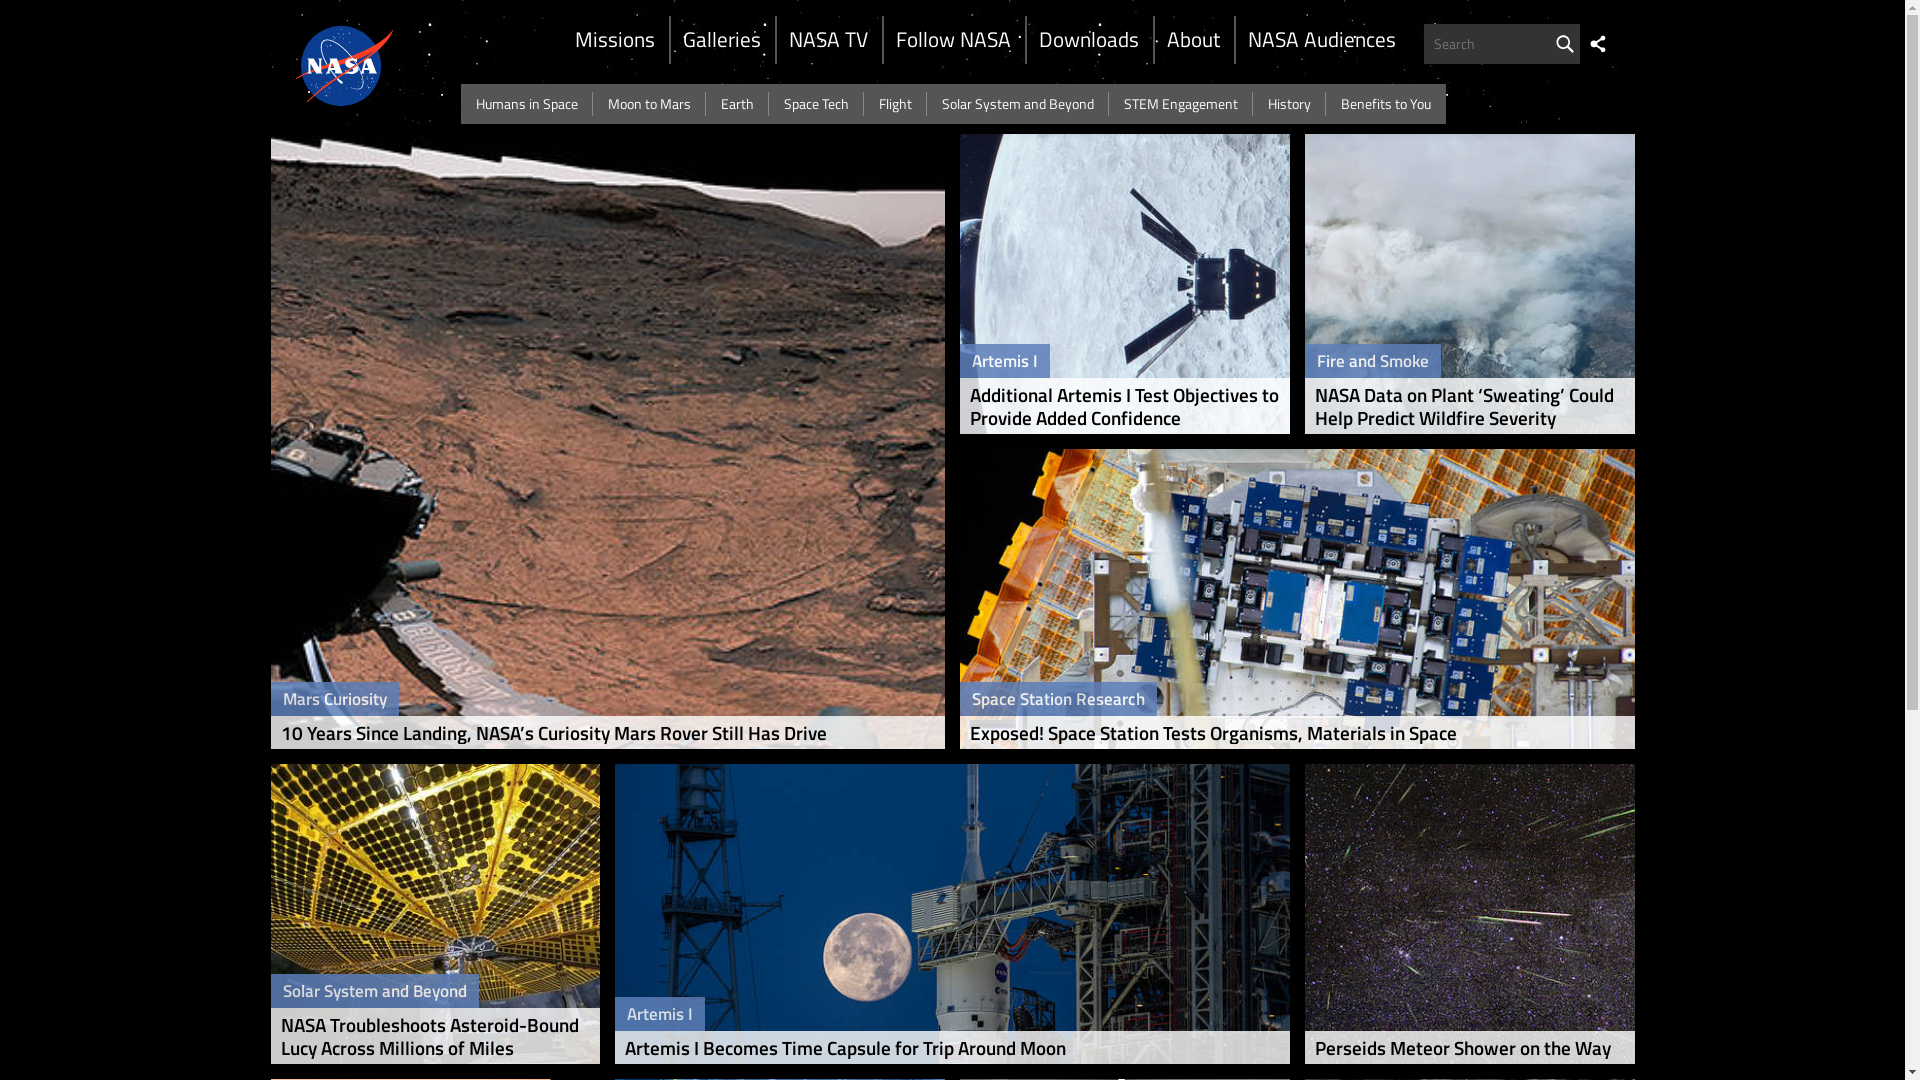 NASA
Missions
Galleries
NASA TV
Follow NASA
Downloads
About
NASA Audiences
Search
Humans in Space
Moon to Mars
Earth
Space Tech
Flight
Solar System and Beyond
STEM Engagement
History
Benefits to You
Mars Curiosity
10 Years Since Landing, NASA’s Curiosity Mars Rover Still Has Drive
Artemis I
Additional Artemis I Test Objectives to
Provide Added Confidence
Fire and Smoke
NASA Data on Plant ‘Sweating’ Could
Help Predict Wildfire Severity
Space Station Research
Exposed! Space Station Tests Organisms, Materials in Space
Solar System and Beyond
NASA Troubleshoots Asteroid-Bound
Lucy Across Millions of Miles
Artemis I
Artemis I Becomes Time Capsule for Trip Around Moon
Perseids Meteor Shower on the Way